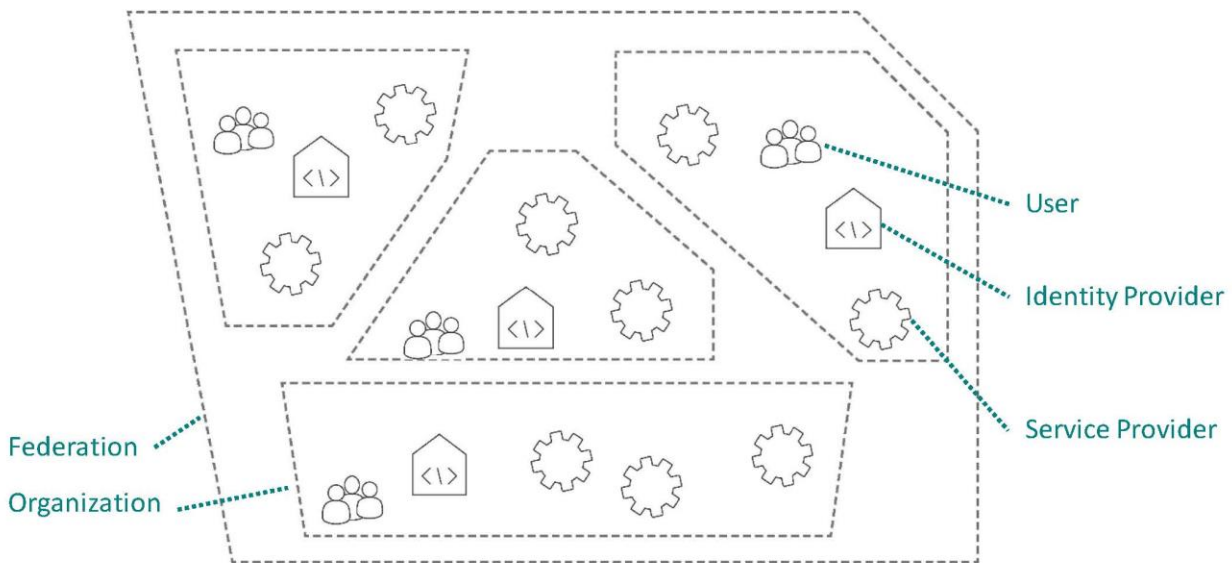 User
Identity Provider
Service Provider
Federation
Organization
<\>
<\>
<\>
<\>